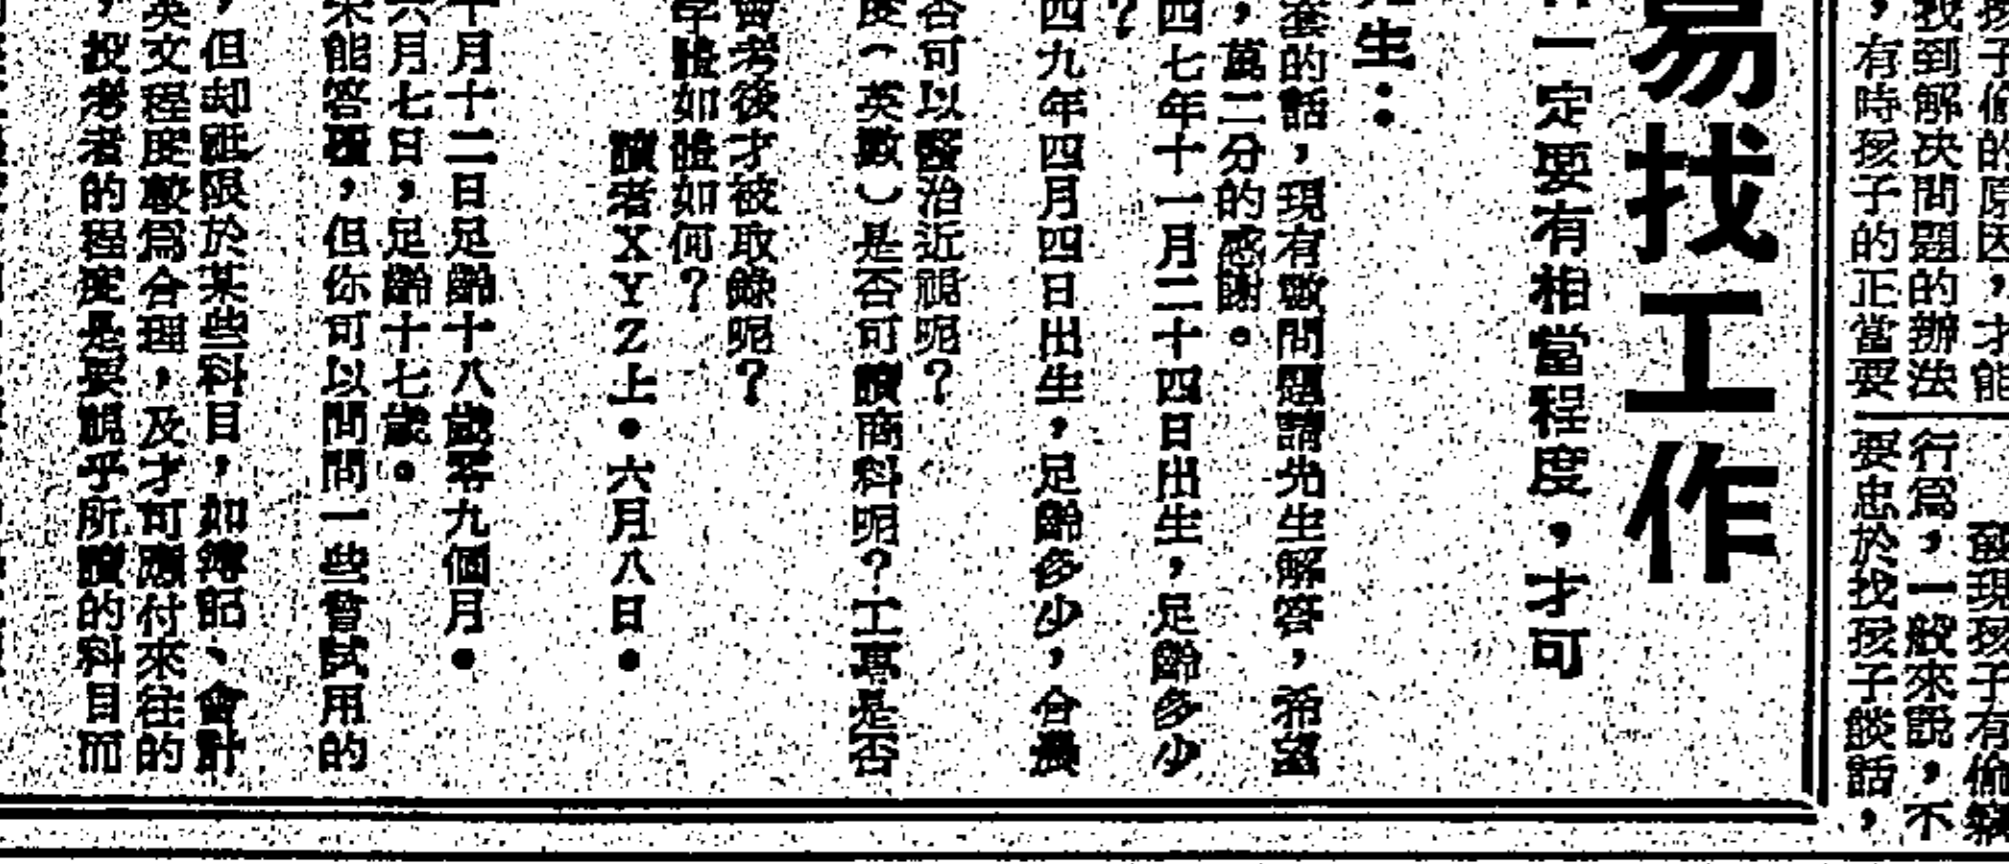 孩子偷的原因，才能
找到解决問題的辦法
，有時孩子的正當要
發現孩子有偷竊
行爲，一般來說，不
要忠於找孩子談話，
易找工作
一定要有相當程度，才可
生：
套的話，現有數問題請先生解答，希望
，萬二分的感謝。
四七年十一月二十四日出生，足齡多少
？
四九年四月四日出生，足齡多少，合農
否可以醫治近視呢？
度（英數）是否可讀商科呢？工專是否
會考後才被取錄呢？
字體如體如何？
讀者XYZ上．六月八日．
十月十二日足齡十八歲零九個月．
六月七日，足齡十七歲。
未能答覆，但你可以問問一些曾試用的
，但却祗限於某些科目，如簿記、會計
英文程度較爲合理，及才可應付來往的
，投考者的程度是要視乎所讀的科目而